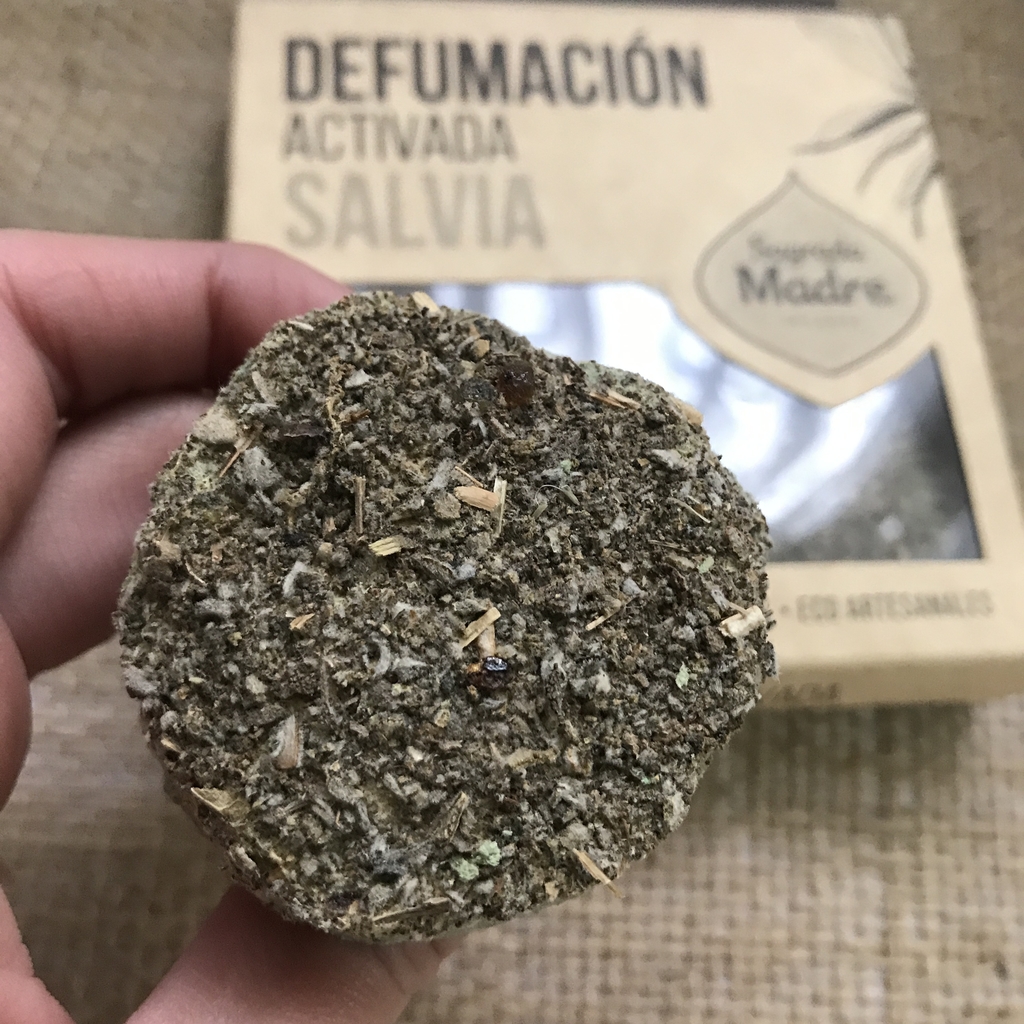 DEFUMACIÓN
ACTIVADA
SALVIA
Sagrada
Madre
• ECO ARTESANALES